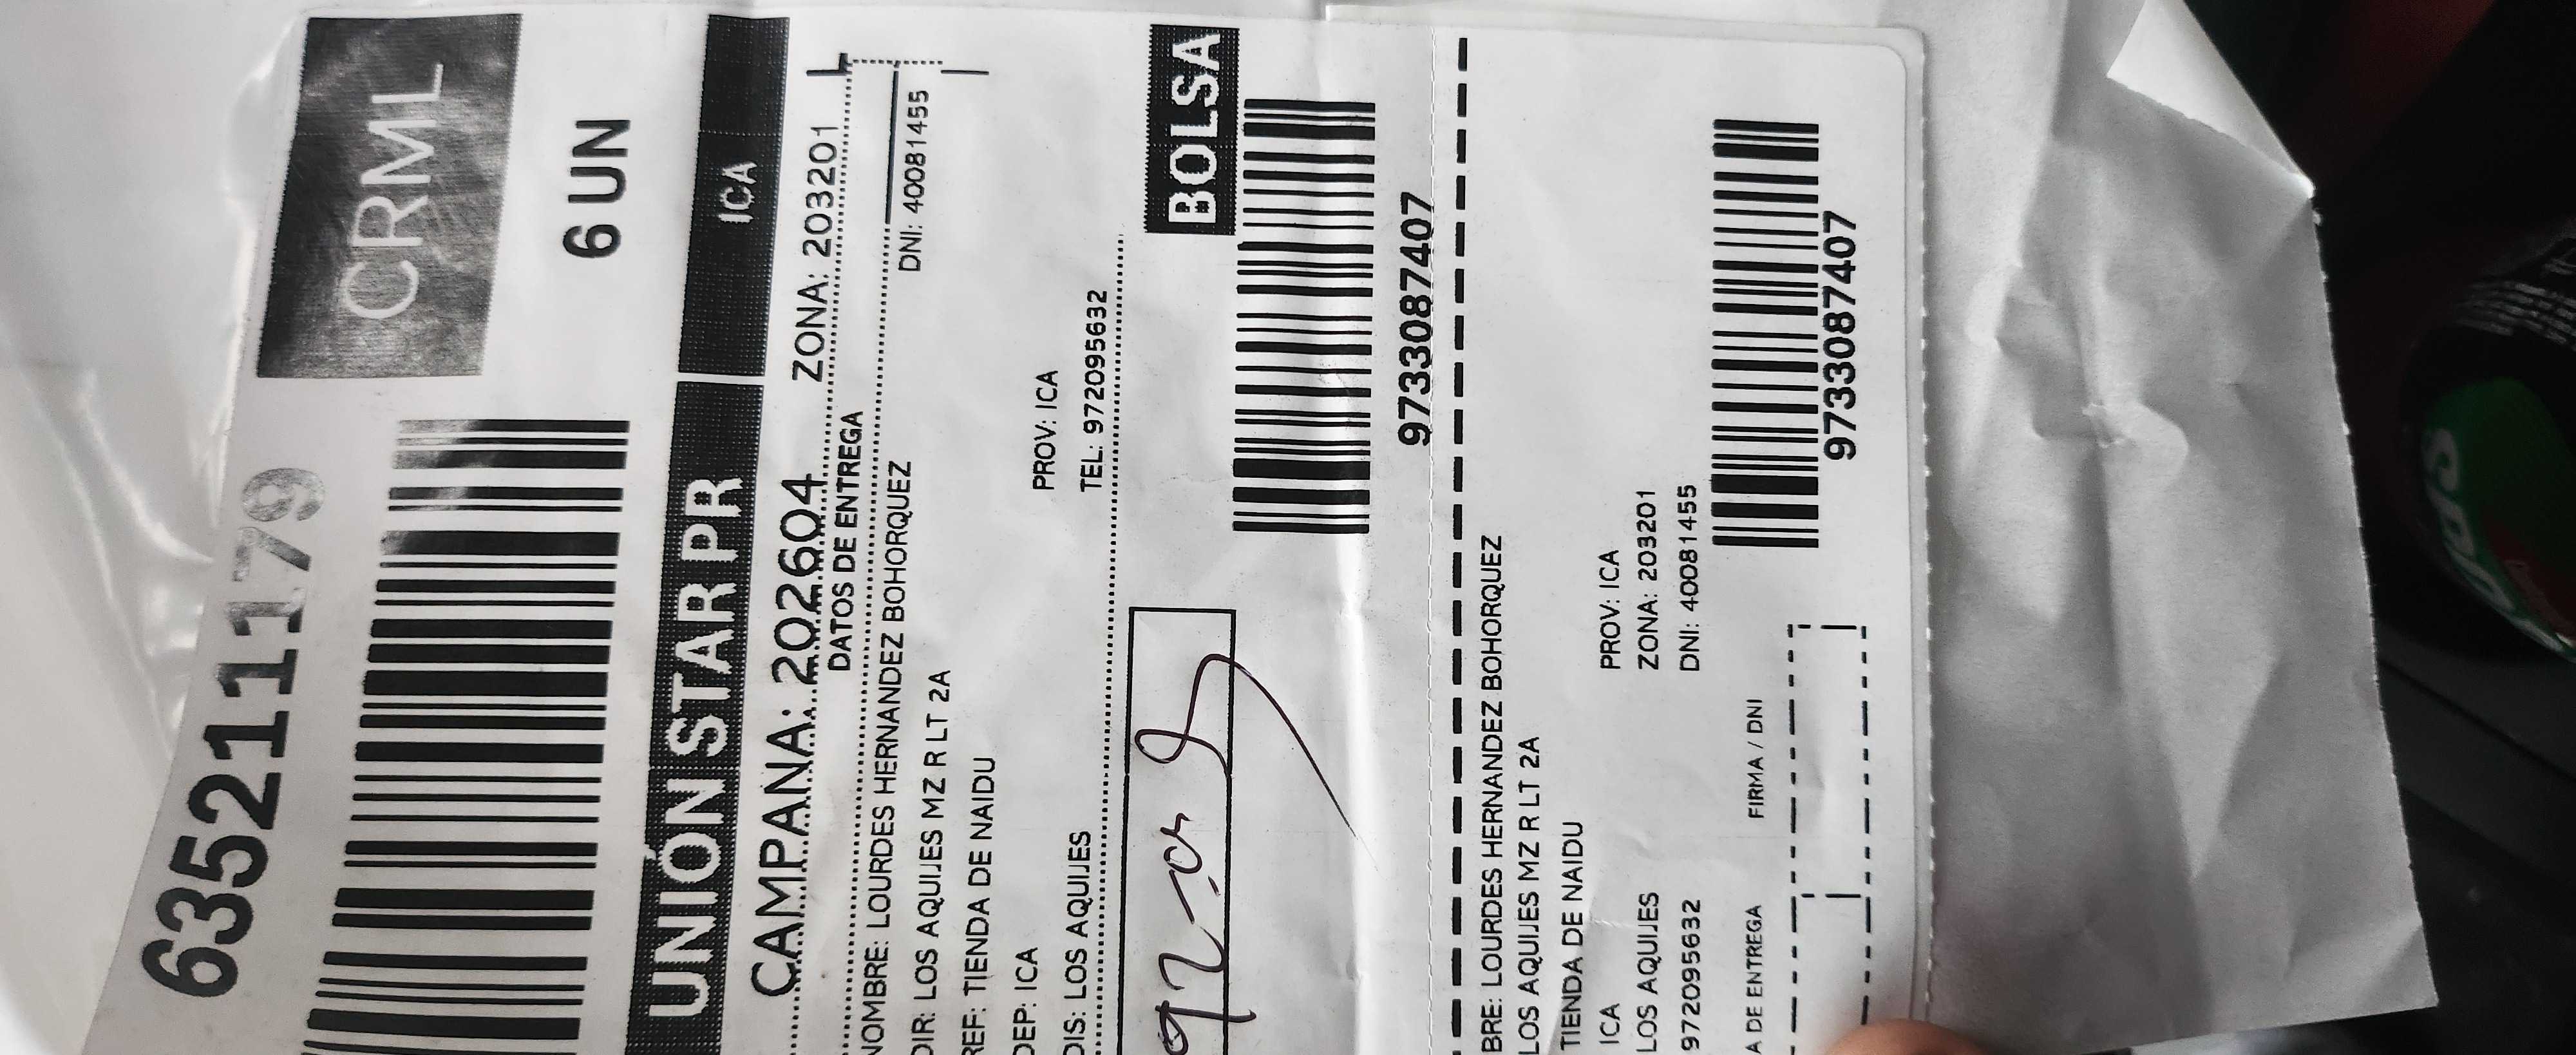 635211179
CRML
6 UN
UNIÓN STAR PR
ICA
CAMPANA: 202604 ZONA: 203201
DATOS DE ENTREGA
NOMBRE: LOURDES HERNANDEZ BOHORQUEZ
DIR: LOS AQUIJES MZ R LT 2A DNI: 40081455
REF: TIENDA DE NAIDU
DEP: ICA PROV: ICA
DIS: LOS AQUIJES TEL: 972095632
BOLSA
9733087407
BRE: LOURDES HERNANDEZ BOHORQUEZ
LOS AQUIJES MZ R LT 2A
TIENDA DE NAIDU
ICA PROV: ICA
LOS AQUIJES ZONA: 203201
972095632 DNI: 40081455
A DE ENTREGA FIRMA / DNI
9733087407